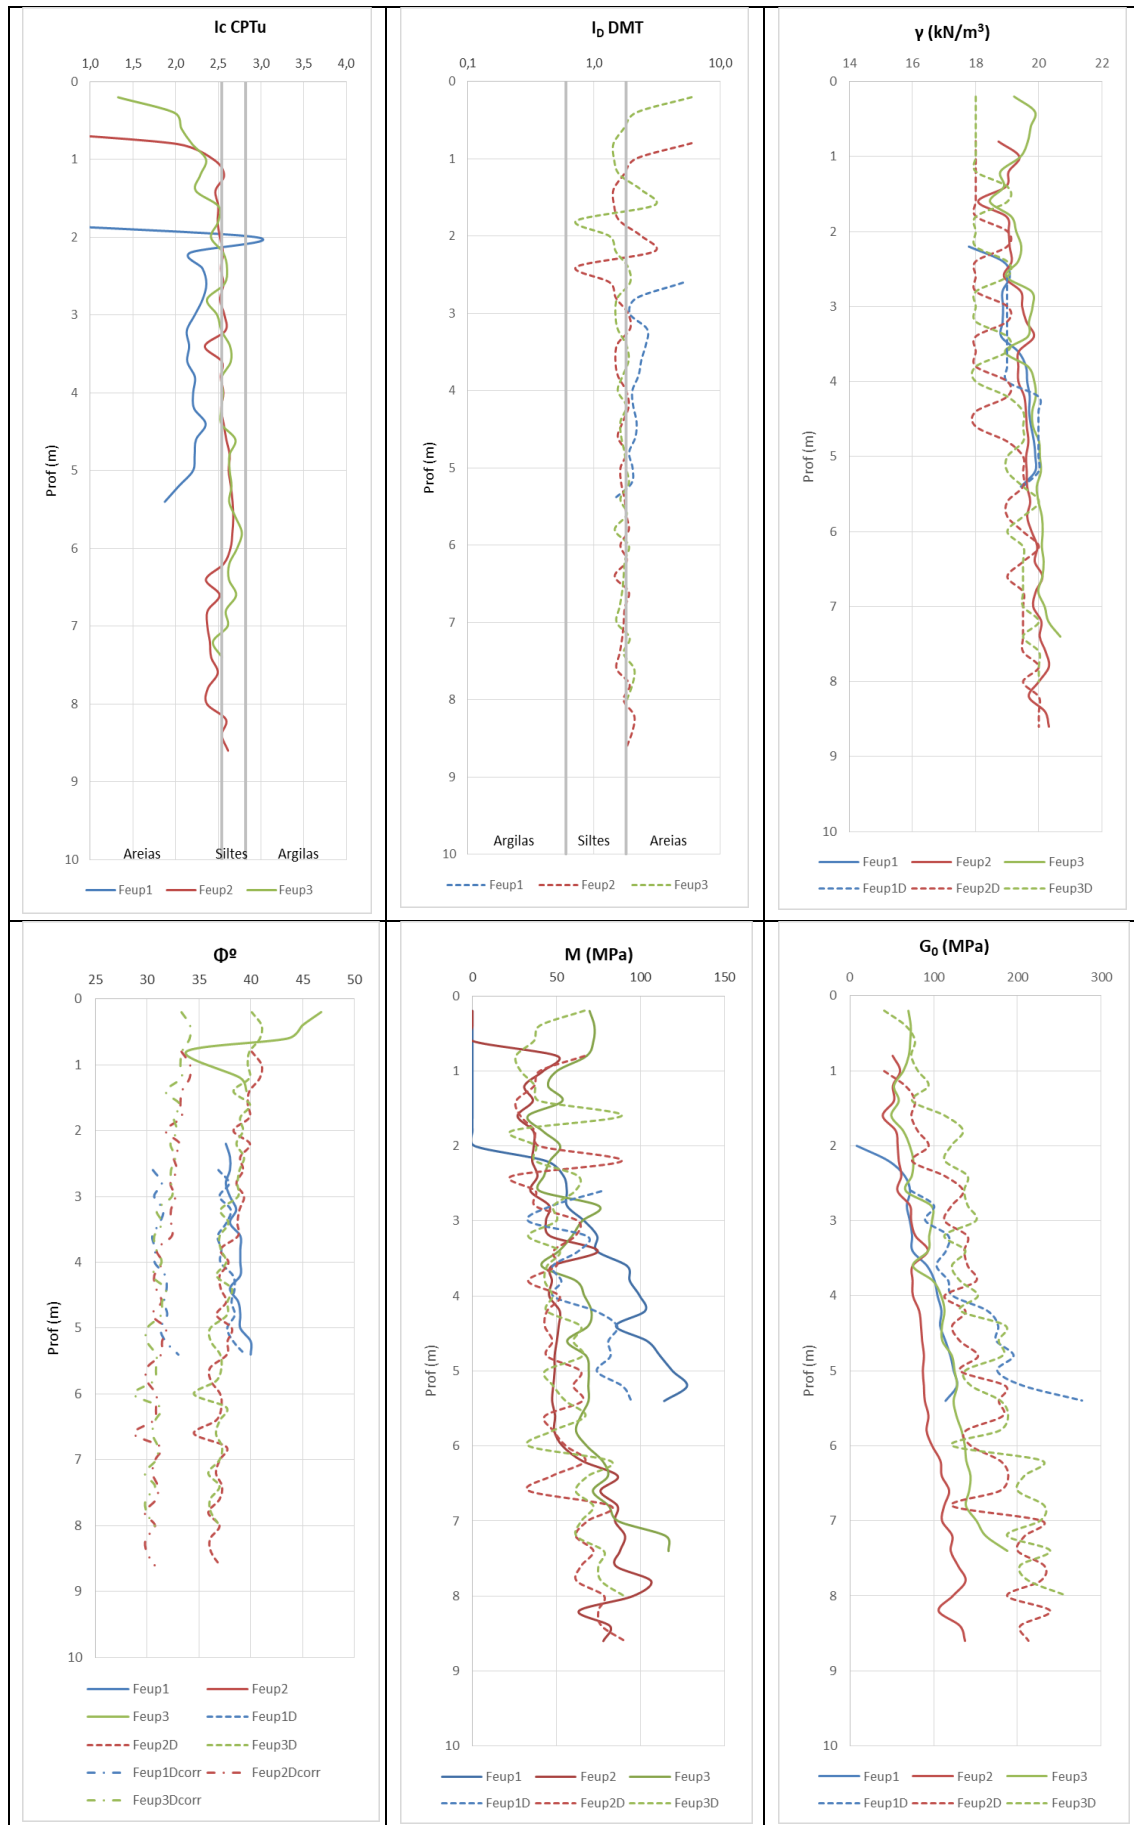 Ic CPTu
1,0 1,5 2,0 2,5 3,0 3,5 4,0
0
1
2
3
4
5
6
7
8
9
10
Prof (m)
Areias Siltes Argilas
Feup1 Feup2 Feup3
I_D DMT
0,1 1,0 10,0
0
1
2
3
4
5
6
7
8
9
10
Prof (m)
Argilas Siltes Areias
Feup1 Feup2 Feup3
γ (kN/m³)
14 16 18 20 22
0
1
2
3
4
5
6
7
8
9
10
Prof (m)
Feup1 Feup2 Feup3
Feup1D Feup2D Feup3D
Φº
25 30 35 40 45 50
0
1
2
3
4
5
6
7
8
9
10
Prof (m)
Feup1 Feup2
Feup3 Feup1D
Feup2D Feup3D
Feup1Dcorr Feup2Dcorr
Feup3Dcorr
M (MPa)
0 50 100 150
0
1
2
3
4
5
6
7
8
9
10
Prof (m)
Feup1 Feup2 Feup3
Feup1D Feup2D Feup3D
G₀ (MPa)
0 100 200 300
0
1
2
3
4
5
6
7
8
9
10
Prof (m)
Feup1 Feup2 Feup3
Feup1D Feup2D Feup3D